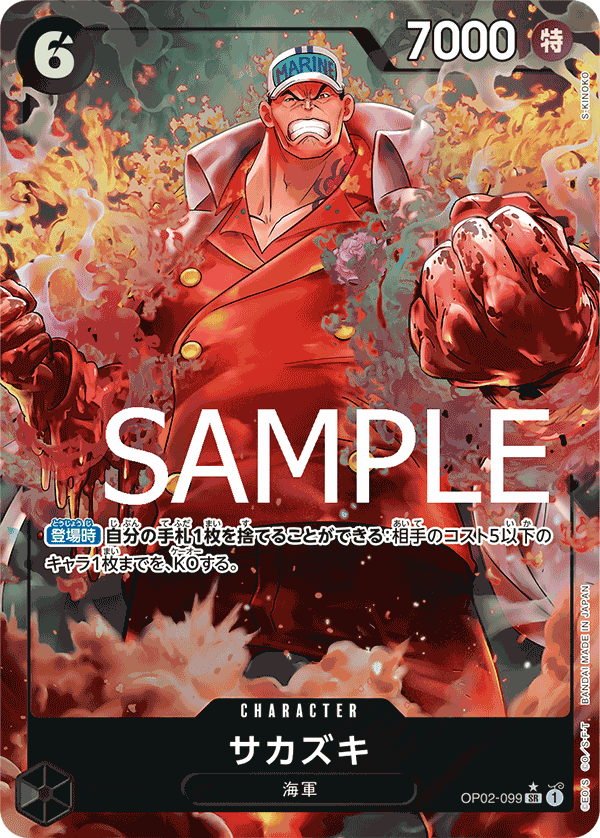 6
7000 特
MARINE
S・KINOKO
SAMPLE
登場時 自分の手札1枚を捨てることができる：相手のコスト5以下の
キャラ1枚までを、KOする。
CHARACTER
サカズキ
海軍
OP02-099 SR 1
©E.O/S ©O/S・F・T BANDAI MADE IN JAPAN